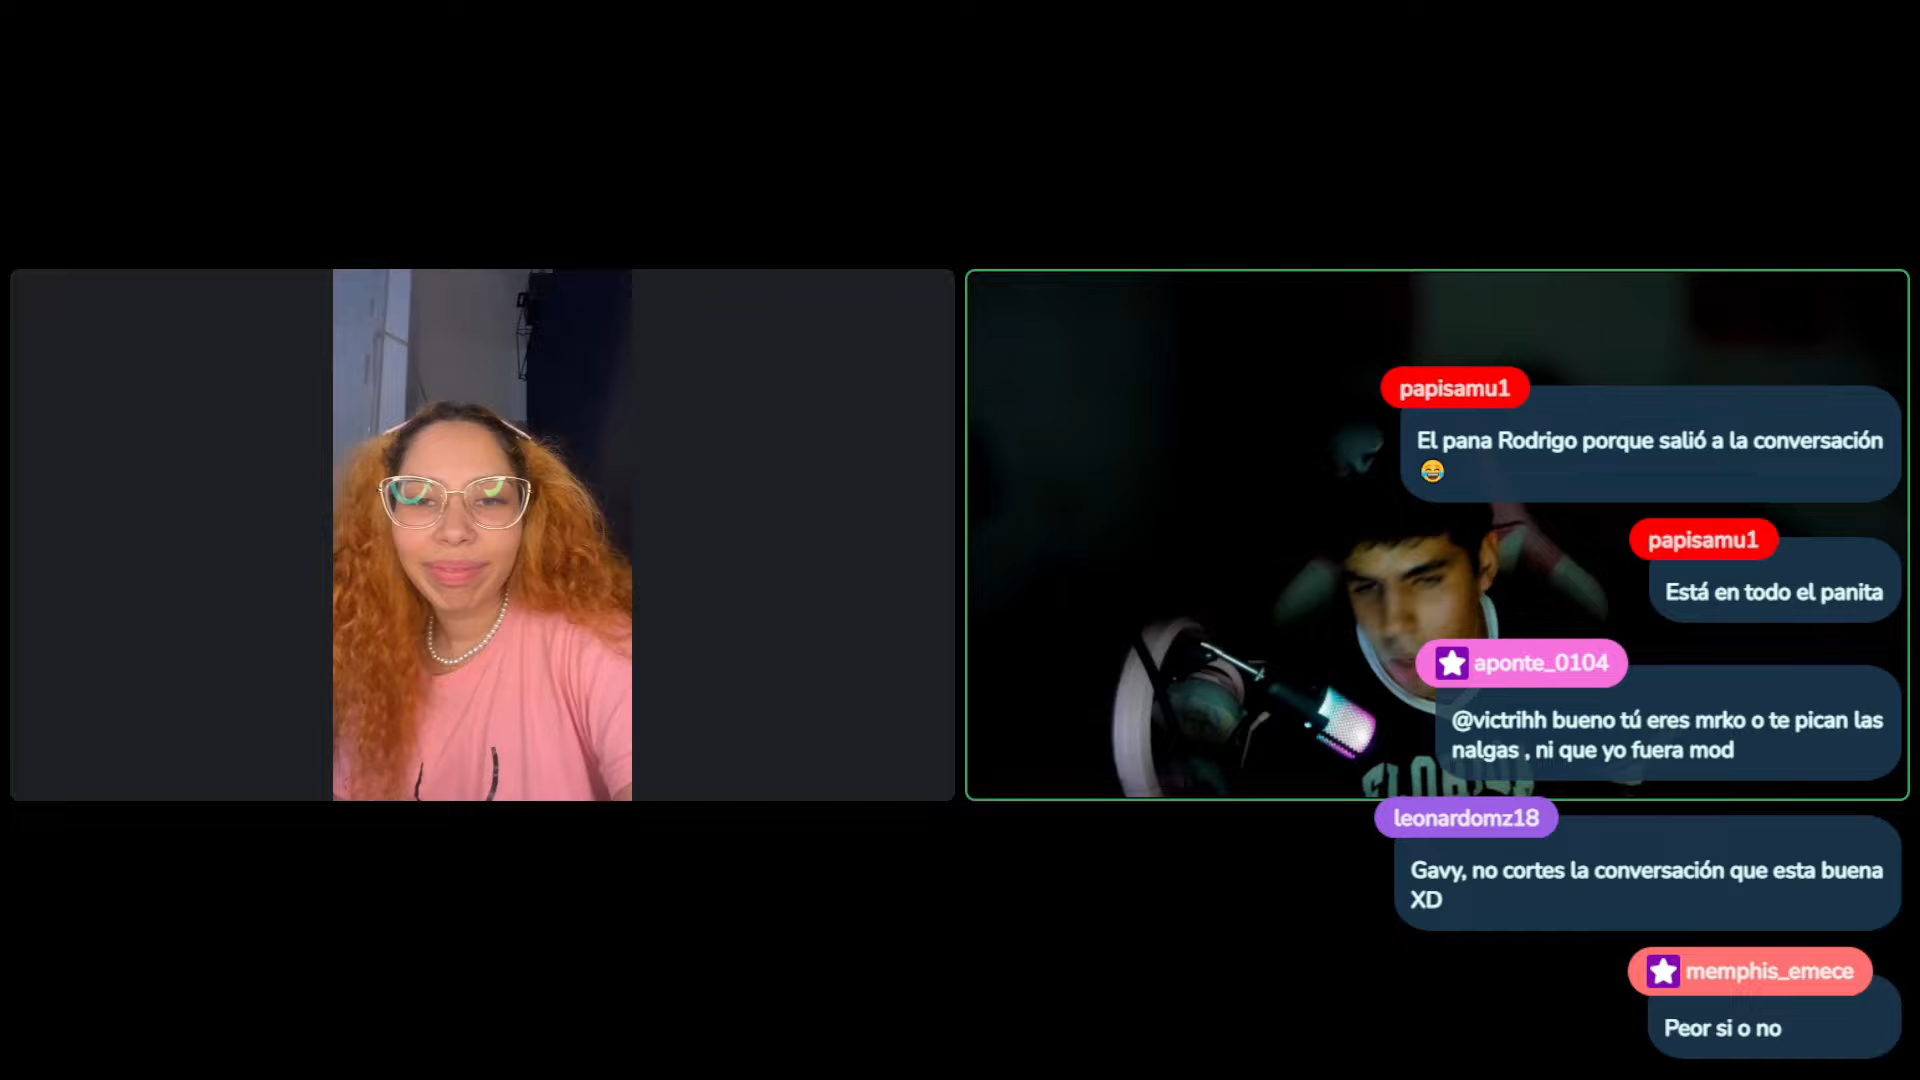 papisamu1
El pana Rodrigo porque salió a la conversación
😂
papisamu1
Está en todo el panita
aponte_0104
@victrihh bueno tú eres mrko o te pican las
nalgas , ni que yo fuera mod
FLORIDA
leonardomz18
Gavy, no cortes la conversación que esta buena
XD
memphis_emece
Peor si o no